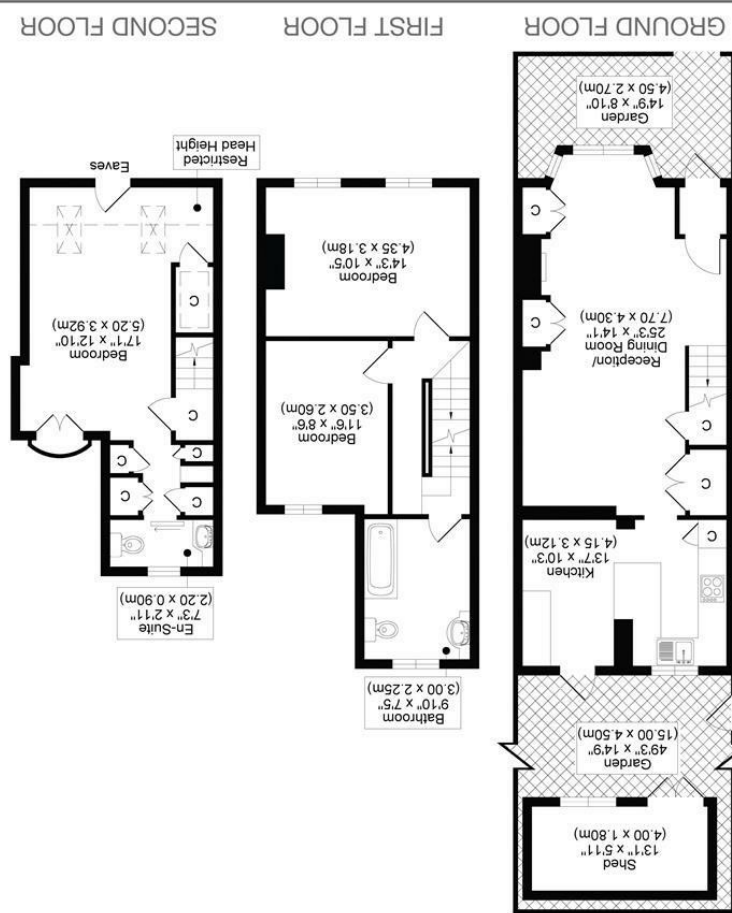 Shed
13'1" x 5'11"
(4.00 x 1.80m)
Garden
49'3" x 14'9"
(15.00 x 4.50m)
Kitchen
13'7" x 10'3"
(4.15 x 3.12m)
C
C
C
Reception/
Dining Room
25'3" x 14'1"
(7.70 x 4.30m)
C
C
Garden
14'9" x 8'10"
(4.50 x 2.70m)
GROUND FLOOR
Bathroom
9'10" x 7'5"
(3.00 x 2.25m)
Bedroom
11'6" x 8'6"
(3.50 x 2.60m)
Bedroom
14'3" x 10'5"
(4.35 x 3.18m)
FIRST FLOOR
En-Suite
7'3" x 2'11"
(2.20 x 0.90m)
C
C
C
C
C
Bedroom
17'1" x 12'10"
(5.20 x 3.92m)
C
Restricted
Head Height
Eaves
SECOND FLOOR